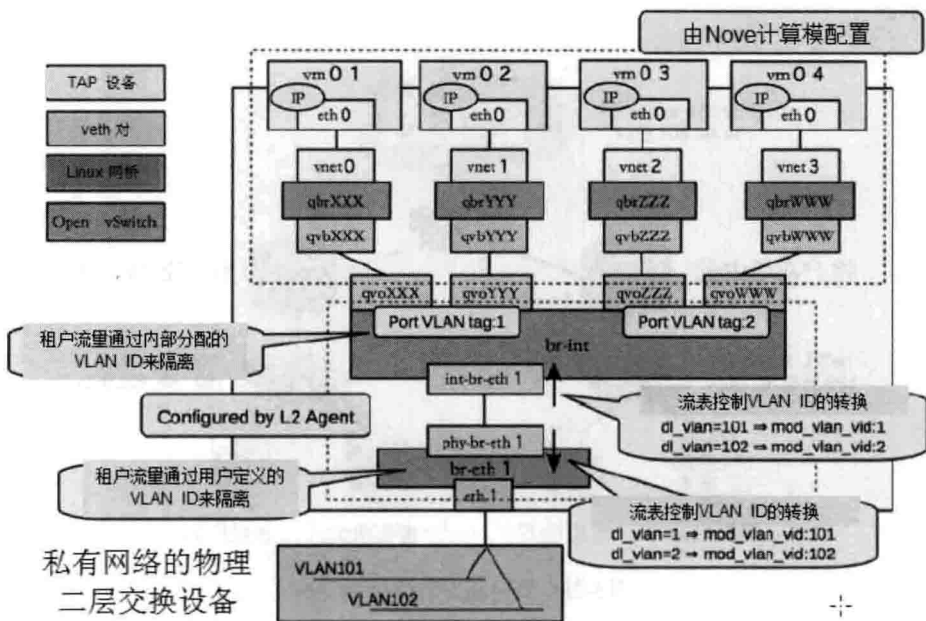 由Nove计算模配置
TAP 设备
veth 对
Linux 网桥
Open vSwitch
vm 0 1
vm 0 2
vm 0 3
vm 0 4
IP
IP
IP
IP
eth 0
eth 0
eth 0
eth 0
vnet 0
vnet 1
vnet 2
vnet 3
qbrXXX
qbrYYY
qbrZZZ
qbrWWW
qvbXXX
qvbYYY
qvbZZZ
qvbWWW
qvoXXX
qvoYYY
qvoZZZ
qvoWWW
Port VLAN tag:1
Port VLAN tag:2
租户流量通过内部分配的
VLAN ID来隔离
br-int
int-br-eth 1
流表控制VLAN ID的转换
dl_vlan=101 ⇒ mod_vlan_vid:1
dl_vlan=102 ⇒ mod_vlan_vid:2
Configured by L2 Agent
phy-br-eth 1
br-eth 1
eth 1
租户流量通过用户定义的
VLAN ID来隔离
流表控制VLAN ID的转换
dl_vlan=1 ⇒ mod_vlan_vid:101
dl_vlan=2 ⇒ mod_vlan_vid:102
私有网络的物理
二层交换设备
VLAN101
VLAN102